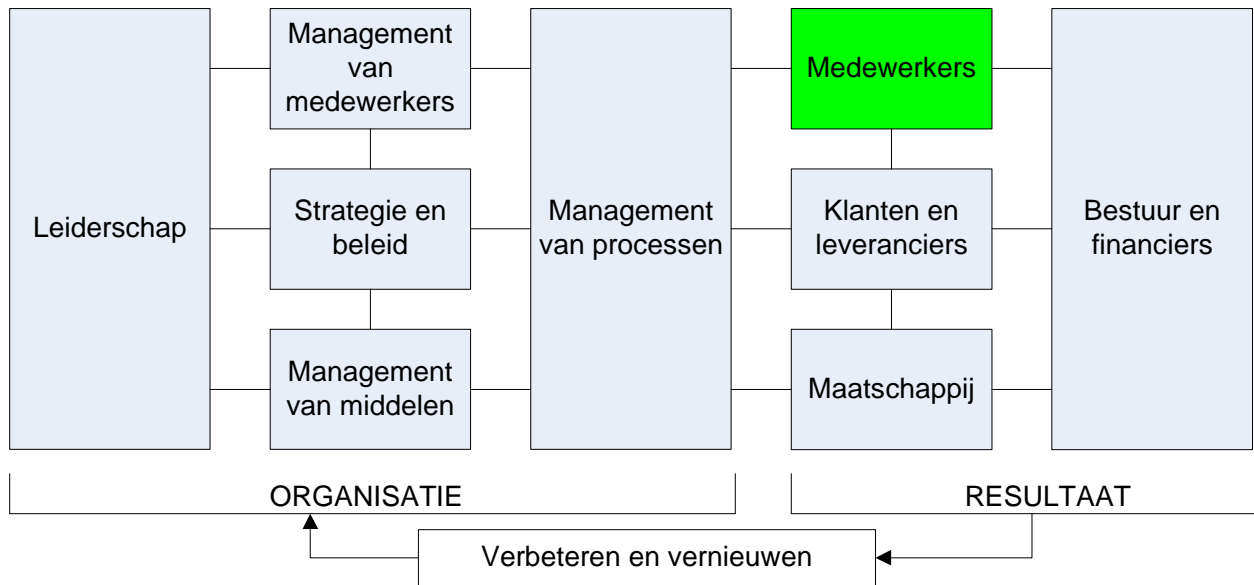 Leiderschap
Management
van
medewerkers
Strategie en
beleid
Management
van middelen
Management
van processen
Medewerkers
Klanten en
leveranciers
Maatschappij
Bestuur en
financiers
ORGANISATIE
RESULTAAT
Verbeteren en vernieuwen